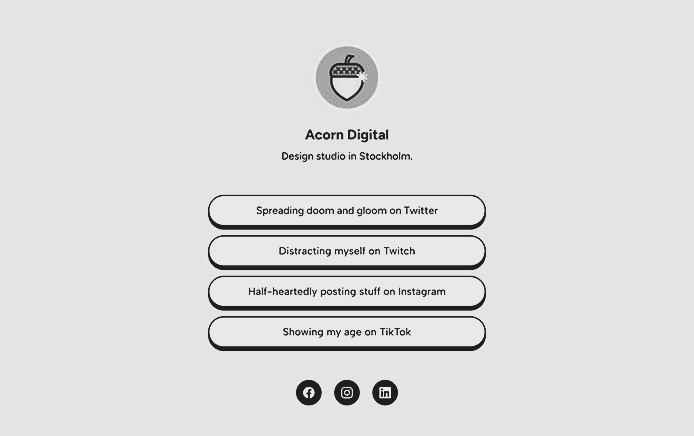 Acorn Digital
Design studio in Stockholm.
Spreading doom and gloom on Twitter
Distracting myself on Twitch
Half-heartedly posting stuff on Instagram
Showing my age on TikTok